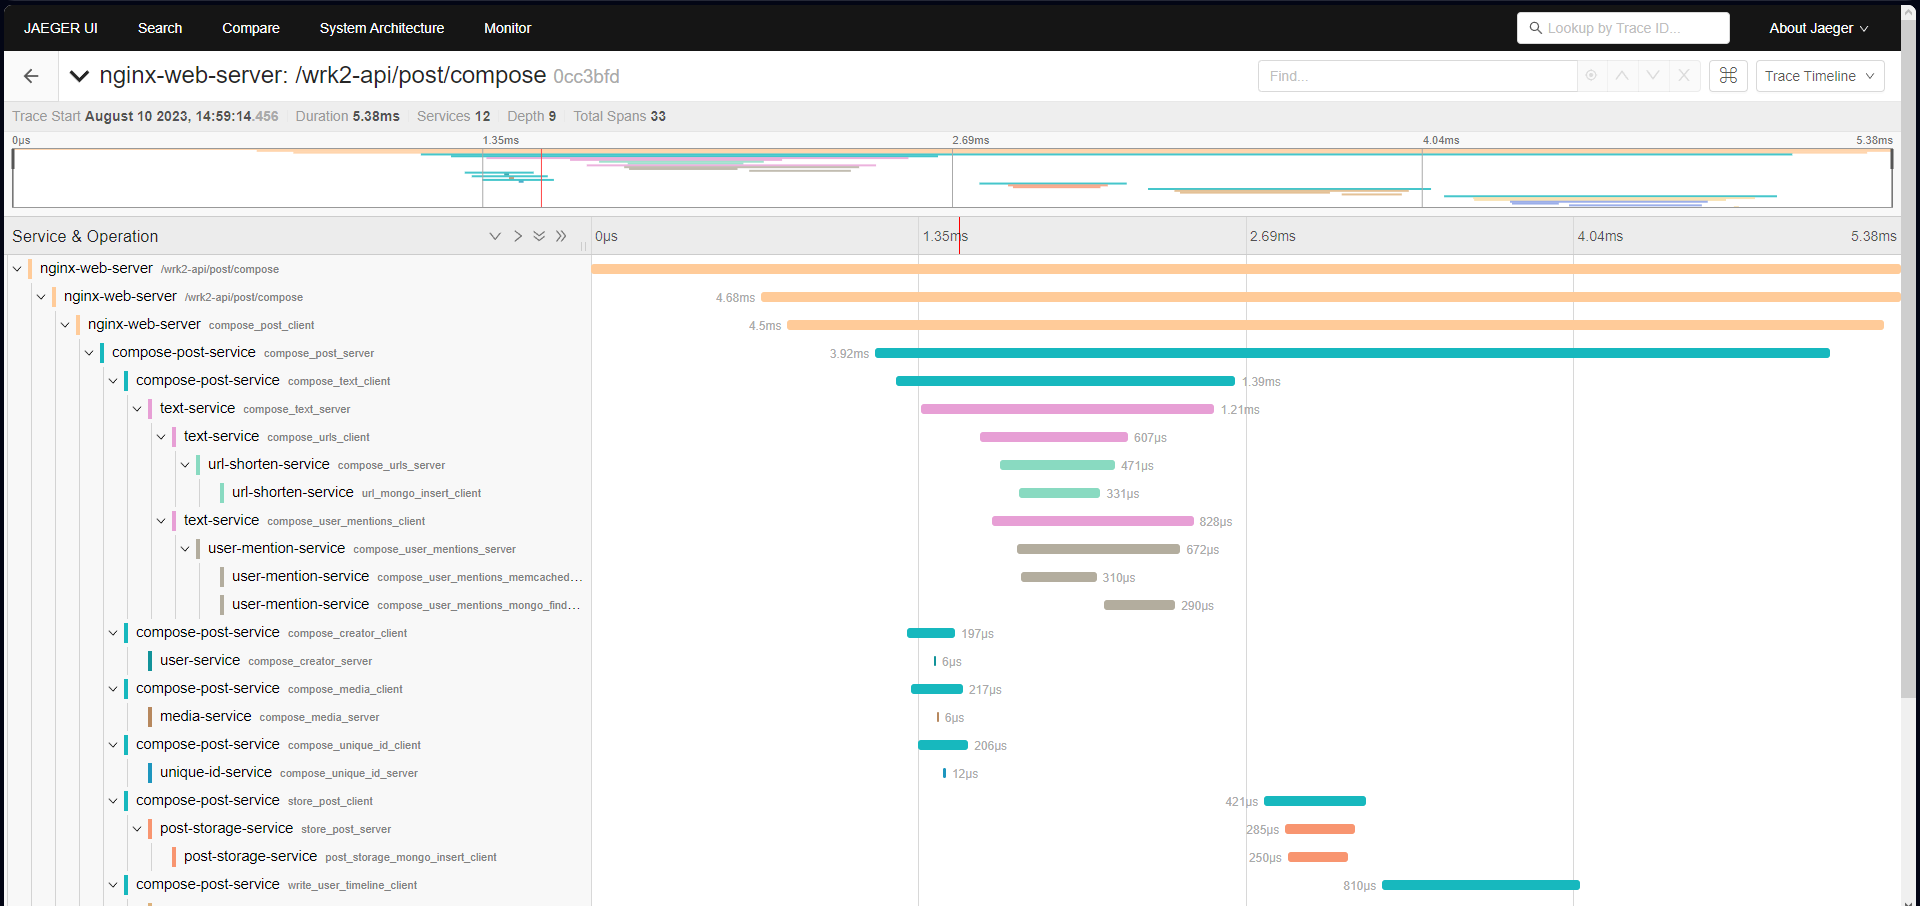 JAEGER UI Search Compare System Architecture Monitor Lookup by Trace ID... About Jaeger
nginx-web-server: /wrk2-api/post/compose 0cc3bfd Find... Trace Timeline
Trace Start August 10 2023, 14:59:14.456 Duration 5.38ms Services 12 Depth 9 Total Spans 33
0μs 1.35ms 2.69ms 4.04ms 5.38ms
Service & Operation 0μs 1.35ms 2.69ms 4.04ms 5.38ms
nginx-web-server /wrk2-api/post/compose
nginx-web-server /wrk2-api/post/compose 4.68ms
nginx-web-server compose_post_client 4.5ms
compose-post-service compose_post_server 3.92ms
compose-post-service compose_text_client 1.39ms
text-service compose_text_server 1.21ms
text-service compose_urls_client 607μs
url-shorten-service compose_urls_server 471μs
url-shorten-service url_mongo_insert_client 331μs
text-service compose_user_mentions_client 828μs
user-mention-service compose_user_mentions_server 672μs
user-mention-service compose_user_mentions_memcached... 310μs
user-mention-service compose_user_mentions_mongo_find... 290μs
compose-post-service compose_creator_client 197μs
user-service compose_creator_server 6μs
compose-post-service compose_media_client 217μs
media-service compose_media_server 6μs
compose-post-service compose_unique_id_client 206μs
unique-id-service compose_unique_id_server 12μs
compose-post-service store_post_client 421μs
post-storage-service store_post_server 285μs
post-storage-service post_storage_mongo_insert_client 250μs
compose-post-service write_user_timeline_client 810μs